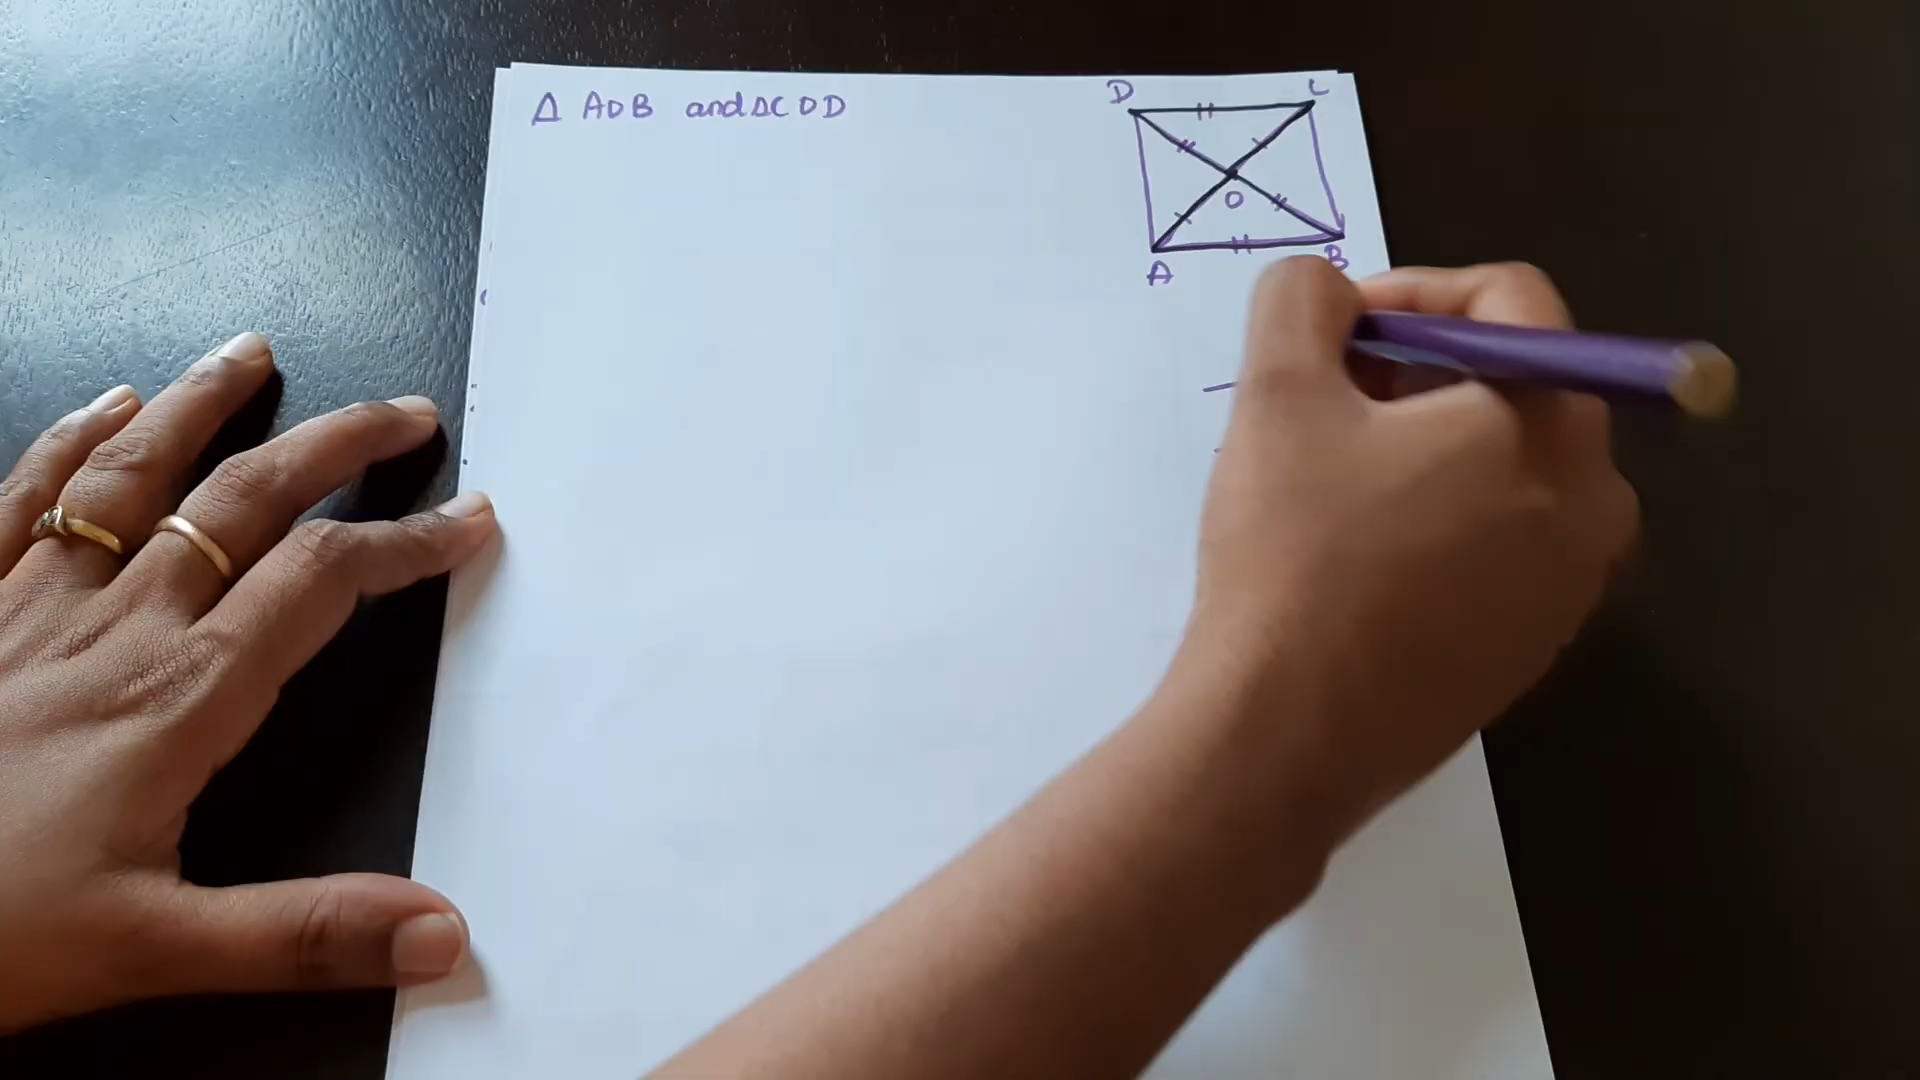 Δ AOB and ΔCOD
D C
O
A B